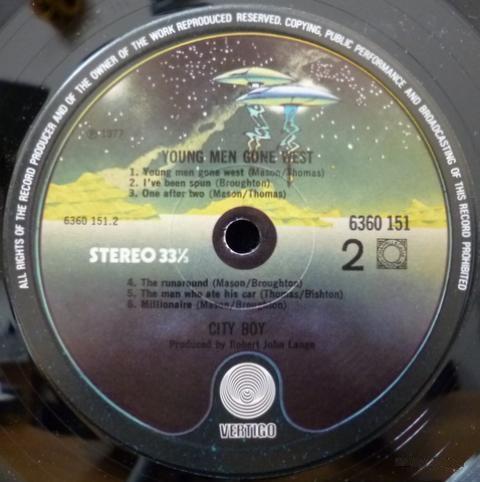 ALL RIGHTS OF THE RECORD PRODUCER AND OF THE OWNER OF THE WORK REPRODUCED RESERVED. COPYING, PUBLIC PERFORMANCE AND BROADCASTING OF THIS RECORD PROHIBITED
℗ 1977
YOUNG MEN GONE WEST
1. Young men gone west (Mason/Thomas)
2. I've been spun (Broughton)
3. One after two (Mason/Thomas)
6360 151.2
6360 151
STEREO 33⅓
2
4. The runaround (Mason/Broughton)
5. The man who ate his car (Thomas/Bishton)
6. Millionaire (Mason/Broughton)
CITY BOY
Produced by Robert John Lange
VERTIGO